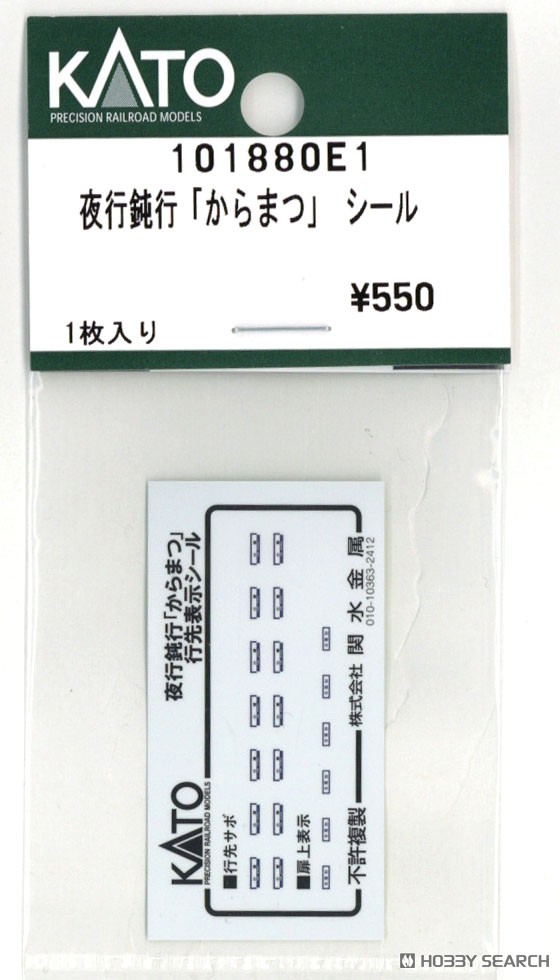 KATO
PRECISION RAILROAD MODELS
101880E1
夜行鈍行「からまつ」 シール
¥550
1枚入り
KATO
PRECISION RAILROAD MODELS
夜行鈍行「からまつ」
行先表示シール
■行先サボ
■扉上表示
不許複製
株式会社 関水金属
010-10363-2412
HOBBY SEARCH